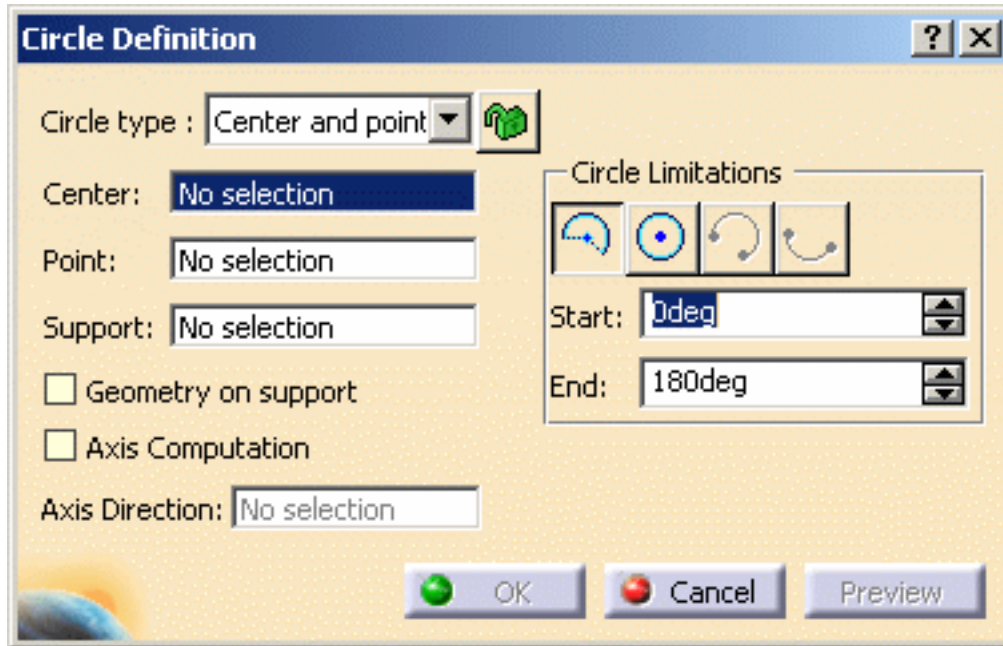 Circle Definition
?
Circle type : Center and point
Center: No selection
Point: No selection
Support: No selection
Geometry on support
Axis Computation
Axis Direction: No selection
Circle Limitations
Start: 0deg
End: 180deg
OK Cancel Preview